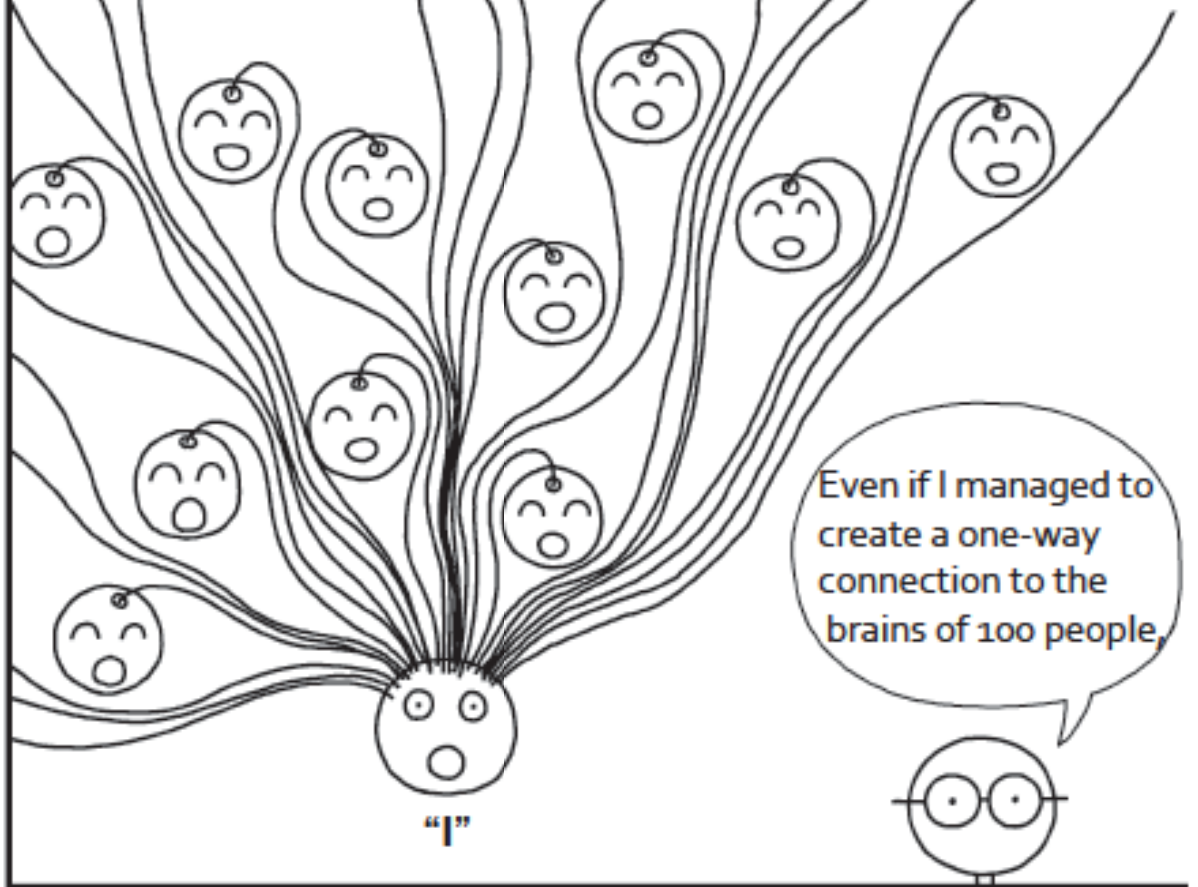 Even if I managed to
create a one-way
connection to the
brains of 100 people,
“I”